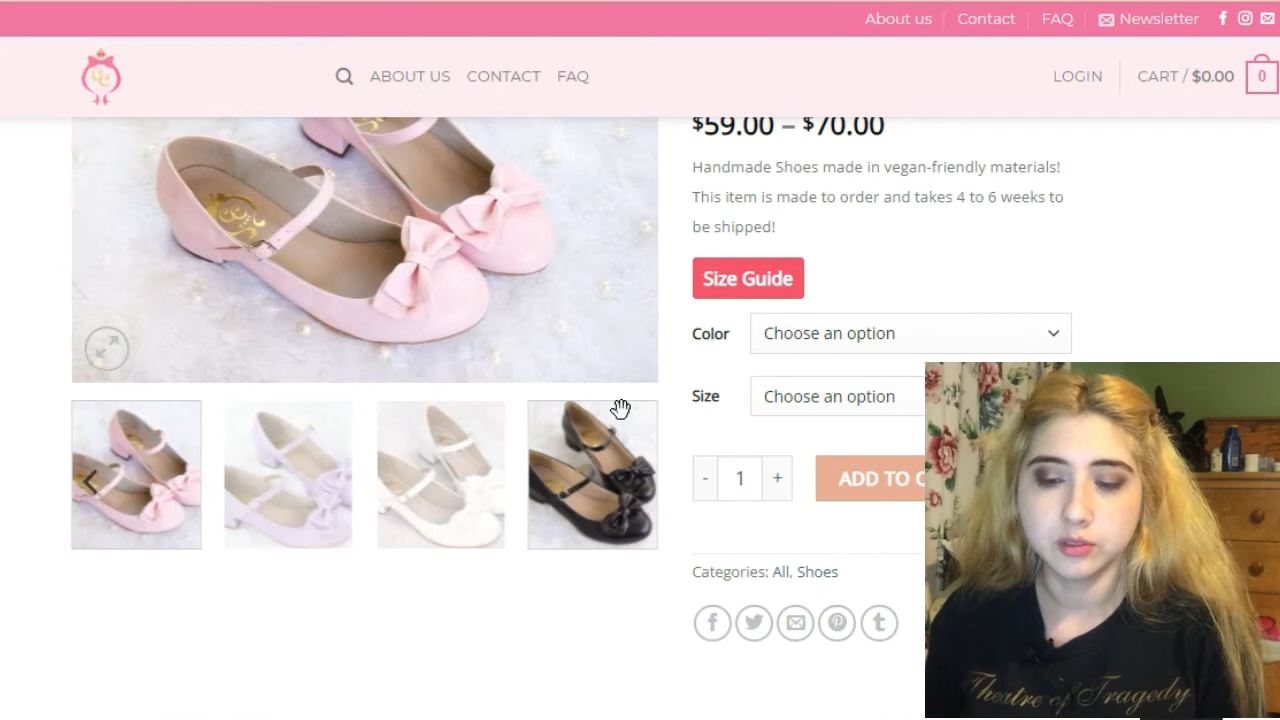 About us
Contact
FAQ
Newsletter
ABOUT US
CONTACT
FAQ
LOGIN
CART / $0.00
0
$59.00 – $70.00
Handmade Shoes made in vegan-friendly materials!
This item is made to order and takes 4 to 6 weeks to
be shipped!
Size Guide
Color
Choose an option
Size
Choose an option
-
1
+
ADD TO C
Categories: All, Shoes
Theatre of Tragedy